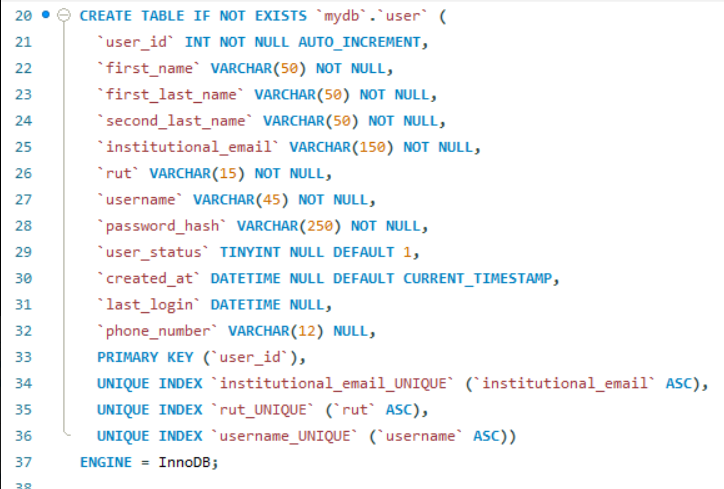 20 CREATE TABLE IF NOT EXISTS `mydb`.`user` (
21 `user_id` INT NOT NULL AUTO_INCREMENT,
22 `first_name` VARCHAR(50) NOT NULL,
23 `first_last_name` VARCHAR(50) NOT NULL,
24 `second_last_name` VARCHAR(50) NOT NULL,
25 `institutional_email` VARCHAR(150) NOT NULL,
26 `rut` VARCHAR(15) NOT NULL,
27 `username` VARCHAR(45) NOT NULL,
28 `password_hash` VARCHAR(250) NOT NULL,
29 `user_status` TINYINT NULL DEFAULT 1,
30 `created_at` DATETIME NULL DEFAULT CURRENT_TIMESTAMP,
31 `last_login` DATETIME NULL,
32 `phone_number` VARCHAR(12) NULL,
33 PRIMARY KEY (`user_id`),
34 UNIQUE INDEX `institutional_email_UNIQUE` (`institutional_email` ASC),
35 UNIQUE INDEX `rut_UNIQUE` (`rut` ASC),
36 UNIQUE INDEX `username_UNIQUE` (`username` ASC))
37 ENGINE = InnoDB;
38